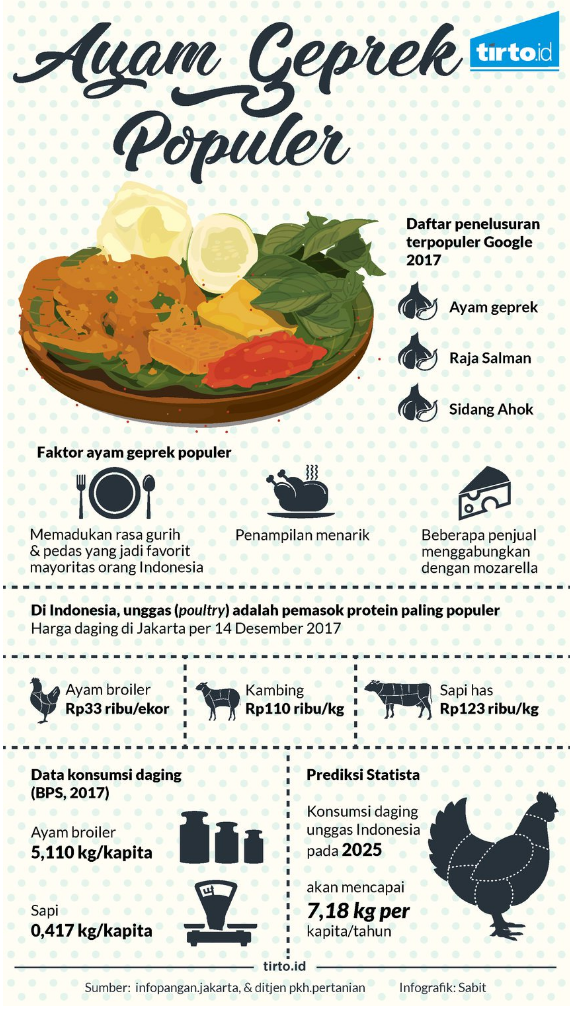 Ayam Geprek
Populer
tirto.id
Daftar penelusuran
terpopuler Google
2017
Ayam geprek
Raja Salman
Sidang Ahok
Faktor ayam geprek populer
Memadukan rasa gurih
& pedas yang jadi favorit
mayoritas orang Indonesia
Penampilan menarik
Beberapa penjual
menggabungkan
dengan mozarella
Di Indonesia, unggas (poultry) adalah pemasok protein paling populer
Harga daging di Jakarta per 14 Desember 2017
Ayam broiler
Rp33 ribu/ekor
Kambing
Rp110 ribu/kg
Sapi has
Rp123 ribu/kg
Data konsumsi daging
(BPS, 2017)
Ayam broiler
5,110 kg/kapita
Sapi
0,417 kg/kapita
Prediksi Statista
Konsumsi daging
unggas Indonesia
pada 2025
akan mencapai
7,18 kg per
kapita/tahun
tirto.id
Sumber: infopangan.jakarta, & ditjen pkh.pertanian
Infografik: Sabit